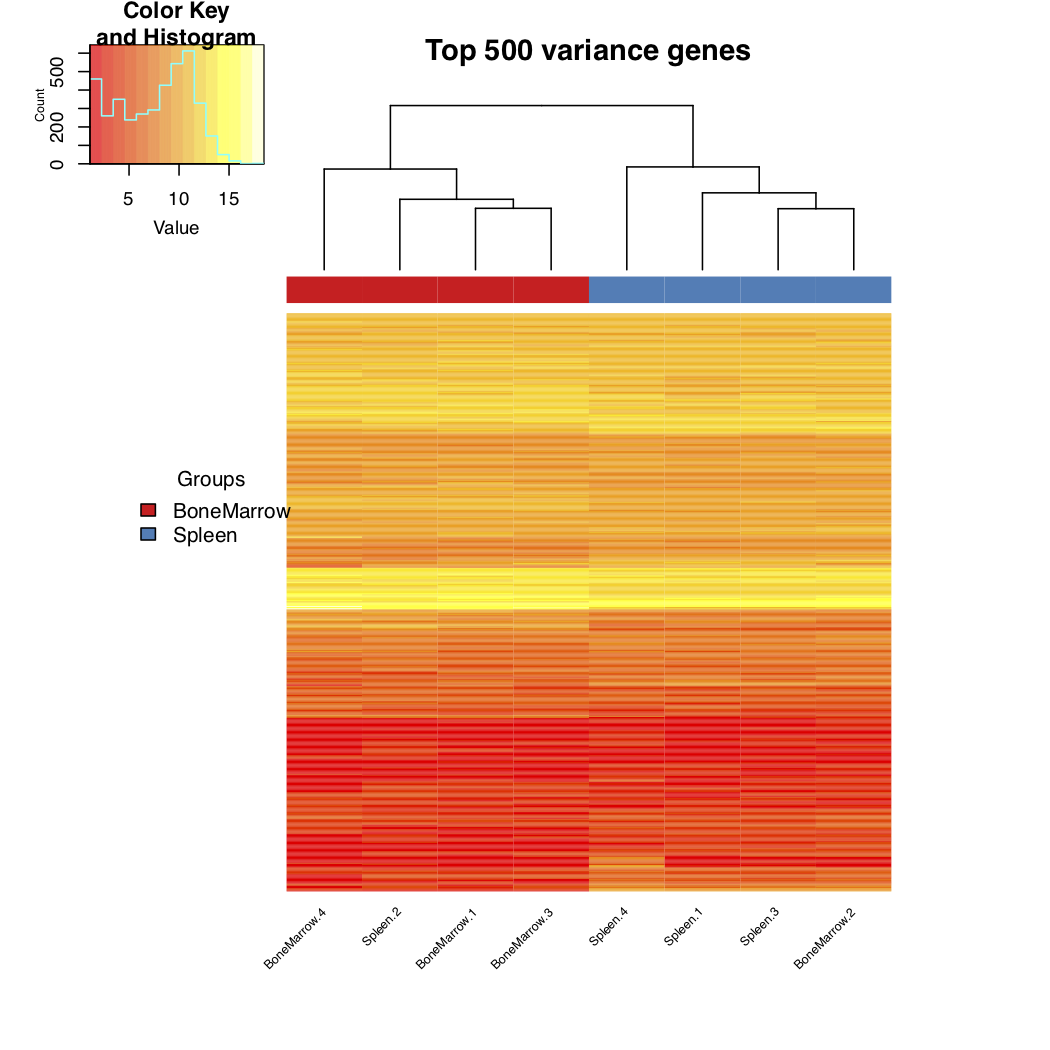 Color Key
and Histogram
Top 500 variance genes
Count
0
200
500
5 10 15
Value
Groups
BoneMarrow
Spleen
BoneMarrow.4
Spleen.2
BoneMarrow.1
BoneMarrow.3
Spleen.4
Spleen.1
Spleen.3
BoneMarrow.2